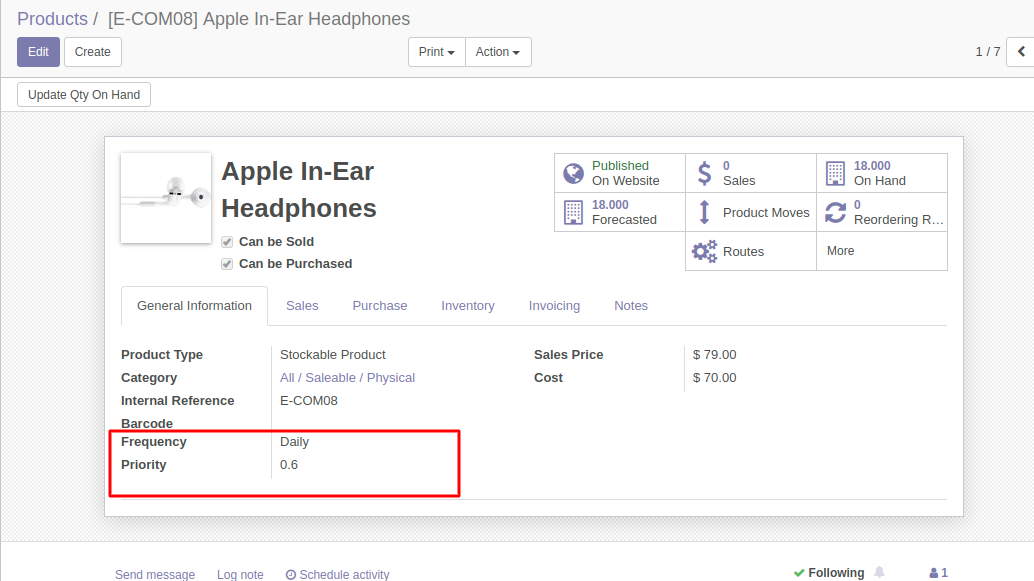 Products / [E-COM08] Apple In-Ear Headphones
Edit Create Print Action 1 / 7
Update Qty On Hand
Apple In-Ear
Headphones
Can be Sold
Can be Purchased
Published
On Website
0
Sales
18.000
On Hand
18.000
Forecasted
Product Moves
0
Reordering R...
Routes
More
General Information Sales Purchase Inventory Invoicing Notes
Product Type Stockable Product
Category All / Saleable / Physical
Internal Reference E-COM08
Barcode
Frequency Daily
Priority 0.6
Sales Price $ 79.00
Cost $ 70.00
Send message Log note Schedule activity Following 1